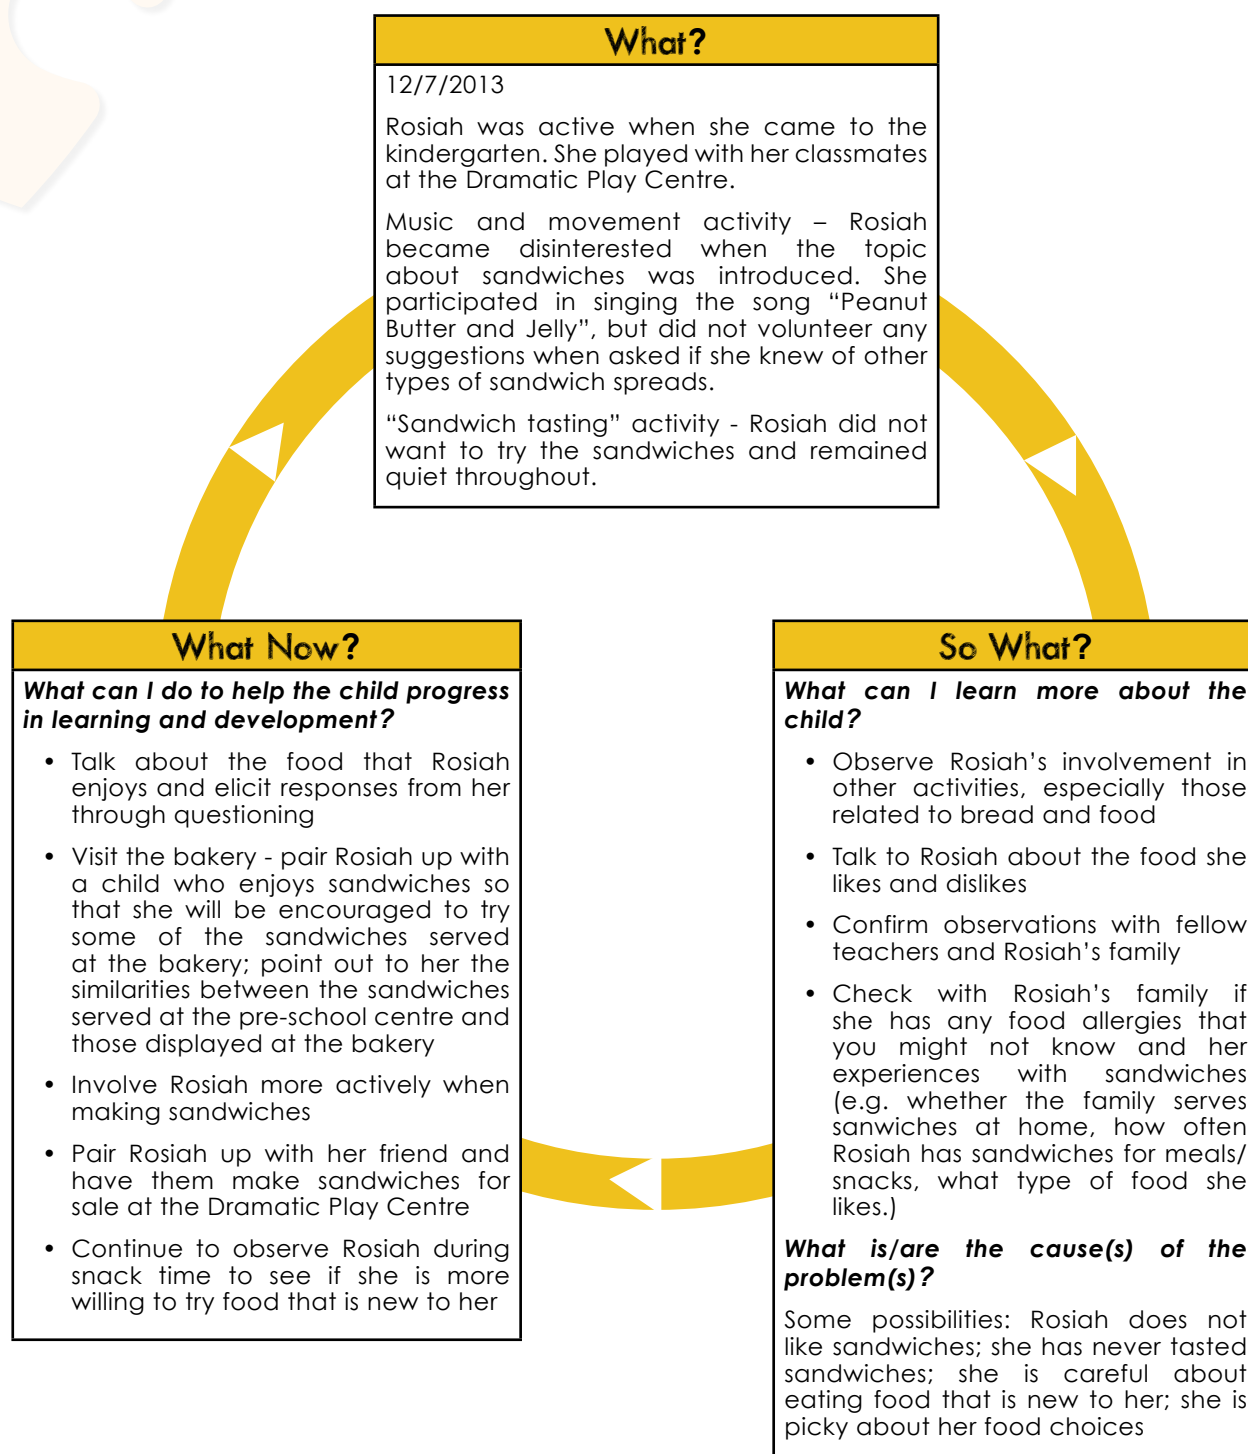 What?
12/7/2013
Rosiah was active when she came to the
kindergarten. She played with her classmates
at the Dramatic Play Centre.
Music and movement activity – Rosiah
became disinterested when the topic
about sandwiches was introduced. She
participated in singing the song “Peanut
Butter and Jelly”, but did not volunteer any
suggestions when asked if she knew of other
types of sandwich spreads.
“Sandwich tasting” activity - Rosiah did not
want to try the sandwiches and remained
quiet throughout.
So What?
What can I learn more about the
child?
• Observe Rosiah’s involvement in
other activities, especially those
related to bread and food
• Talk to Rosiah about the food she
likes and dislikes
• Confirm observations with fellow
teachers and Rosiah’s family
• Check with Rosiah’s family if
she has any food allergies that
you might not know and her
experiences with sandwiches
(e.g. whether the family serves
sanwiches at home, how often
Rosiah has sandwiches for meals/
snacks, what type of food she
likes.)
What is/are the cause(s) of the
problem(s)?
Some possibilities: Rosiah does not
like sandwiches; she has never tasted
sandwiches; she is careful about
eating food that is new to her; she is
picky about her food choices
What Now?
What can I do to help the child progress
in learning and development?
• Talk about the food that Rosiah
enjoys and elicit responses from her
through questioning
• Visit the bakery - pair Rosiah up with
a child who enjoys sandwiches so
that she will be encouraged to try
some of the sandwiches served
at the bakery; point out to her the
similarities between the sandwiches
served at the pre-school centre and
those displayed at the bakery
• Involve Rosiah more actively when
making sandwiches
• Pair Rosiah up with her friend and
have them make sandwiches for
sale at the Dramatic Play Centre
• Continue to observe Rosiah during
snack time to see if she is more
willing to try food that is new to her